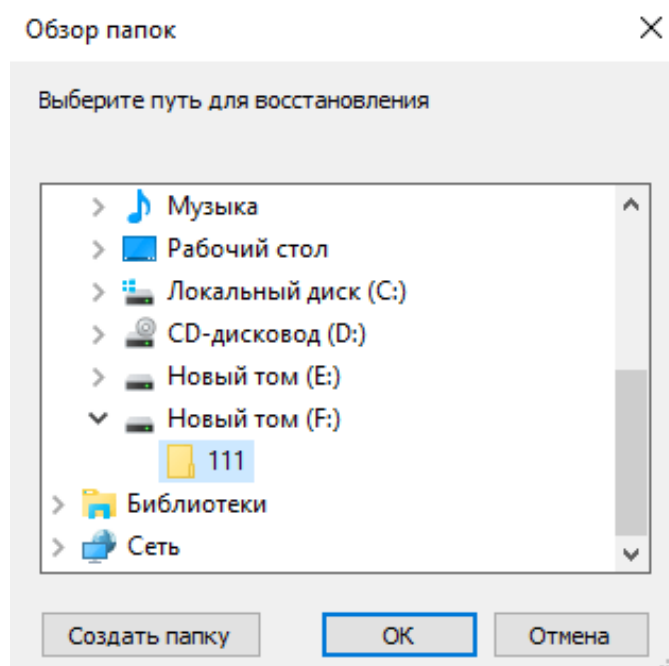 Обзор папок
Выберите путь для восстановления
Музыка
Рабочий стол
Локальный диск (C:)
CD-дисковод (D:)
Новый том (E:)
Новый том (F:)
111
Библиотеки
Сеть
Создать папку ОК Отмена